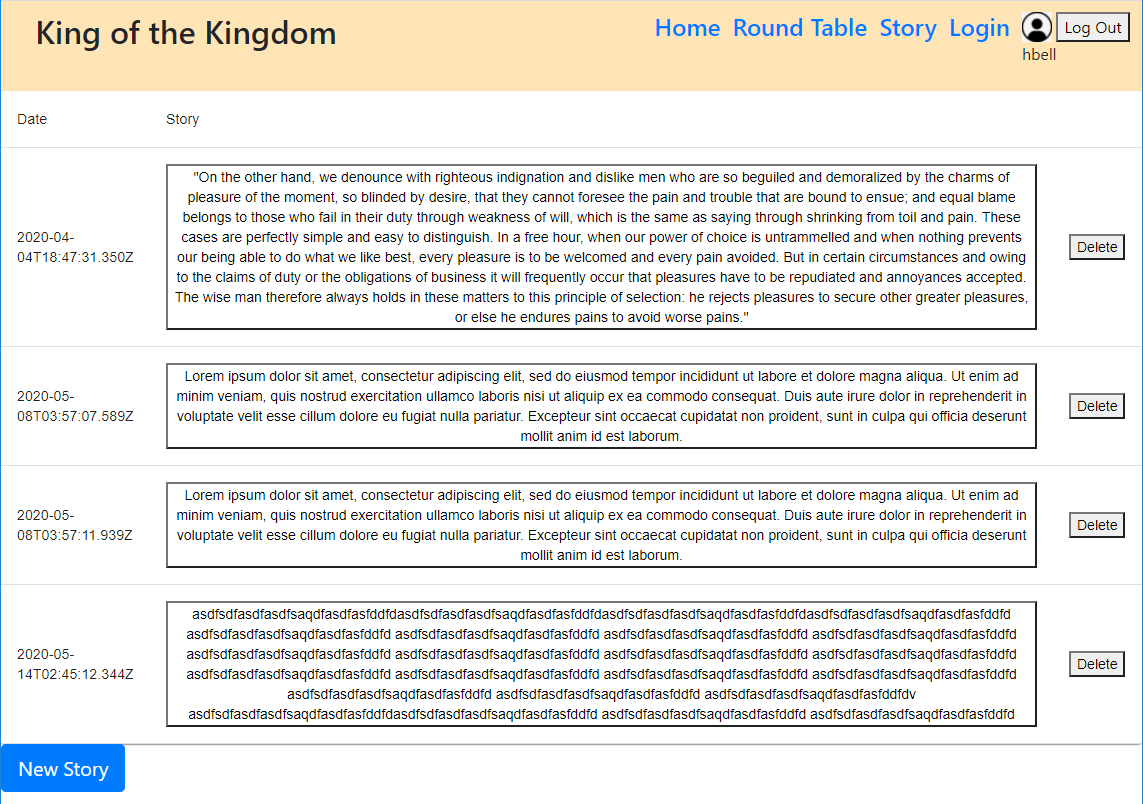 King of the Kingdom
Home Round Table Story Login Log Out
hbell
Date Story
"On the other hand, we denounce with righteous indignation and dislike men who are so beguiled and demoralized by the charms of
pleasure of the moment, so blinded by desire, that they cannot foresee the pain and trouble that are bound to ensue; and equal blame
belongs to those who fail in their duty through weakness of will, which is the same as saying through shrinking from toil and pain. These
cases are perfectly simple and easy to distinguish. In a free hour, when our power of choice is untrammelled and when nothing prevents
our being able to do what we like best, every pleasure is to be welcomed and every pain avoided. But in certain circumstances and owing
to the claims of duty or the obligations of business it will frequently occur that pleasures have to be repudiated and annoyances accepted.
The wise man therefore always holds in these matters to this principle of selection: he rejects pleasures to secure other greater pleasures,
or else he endures pains to avoid worse pains."
2020-04-
04T18:47:31.350Z
Delete
Lorem ipsum dolor sit amet, consectetur adipiscing elit, sed do eiusmod tempor incididunt ut labore et dolore magna aliqua. Ut enim ad
minim veniam, quis nostrud exercitation ullamco laboris nisi ut aliquip ex ea commodo consequat. Duis aute irure dolor in reprehenderit in
voluptate velit esse cillum dolore eu fugiat nulla pariatur. Excepteur sint occaecat cupidatat non proident, sunt in culpa qui officia deserunt
mollit anim id est laborum.
2020-05-
08T03:57:07.589Z
Delete
Lorem ipsum dolor sit amet, consectetur adipiscing elit, sed do eiusmod tempor incididunt ut labore et dolore magna aliqua. Ut enim ad
minim veniam, quis nostrud exercitation ullamco laboris nisi ut aliquip ex ea commodo consequat. Duis aute irure dolor in reprehenderit in
voluptate velit esse cillum dolore eu fugiat nulla pariatur. Excepteur sint occaecat cupidatat non proident, sunt in culpa qui officia deserunt
mollit anim id est laborum.
2020-05-
08T03:57:11.939Z
Delete
asdfsdfasdfasdfsaqdfasdfasfddfdasdfsdfasdfasdfsaqdfasdfasfddfdasdfsdfasdfasdfsaqdfasdfasfddfdasdfsdfasdfasdfsaqdfasdfasfddfd
asdfsdfasdfasdfsaqdfasdfasfddfd asdfsdfasdfasdfsaqdfasdfasfddfd asdfsdfasdfasdfsaqdfasdfasfddfd asdfsdfasdfasdfsaqdfasdfasfddfd
asdfsdfasdfasdfsaqdfasdfasfddfd asdfsdfasdfasdfsaqdfasdfasfddfd asdfsdfasdfasdfsaqdfasdfasfddfd asdfsdfasdfasdfsaqdfasdfasfddfd
asdfsdfasdfasdfsaqdfasdfasfddfd asdfsdfasdfasdfsaqdfasdfasfddfd asdfsdfasdfasdfsaqdfasdfasfddfd asdfsdfasdfasdfsaqdfasdfasfddfd
asdfsdfasdfasdfsaqdfasdfasfddfd asdfsdfasdfasdfsaqdfasdfasfddfd asdfsdfasdfasdfsaqdfasdfasfddfdv
asdfsdfasdfasdfsaqdfasdfasfddfdasdfsdfasdfasdfsaqdfasdfasfddfd asdfsdfasdfasdfsaqdfasdfasfddfd asdfsdfasdfasdfsaqdfasdfasfddfd
2020-05-
14T02:45:12.344Z
Delete
New Story